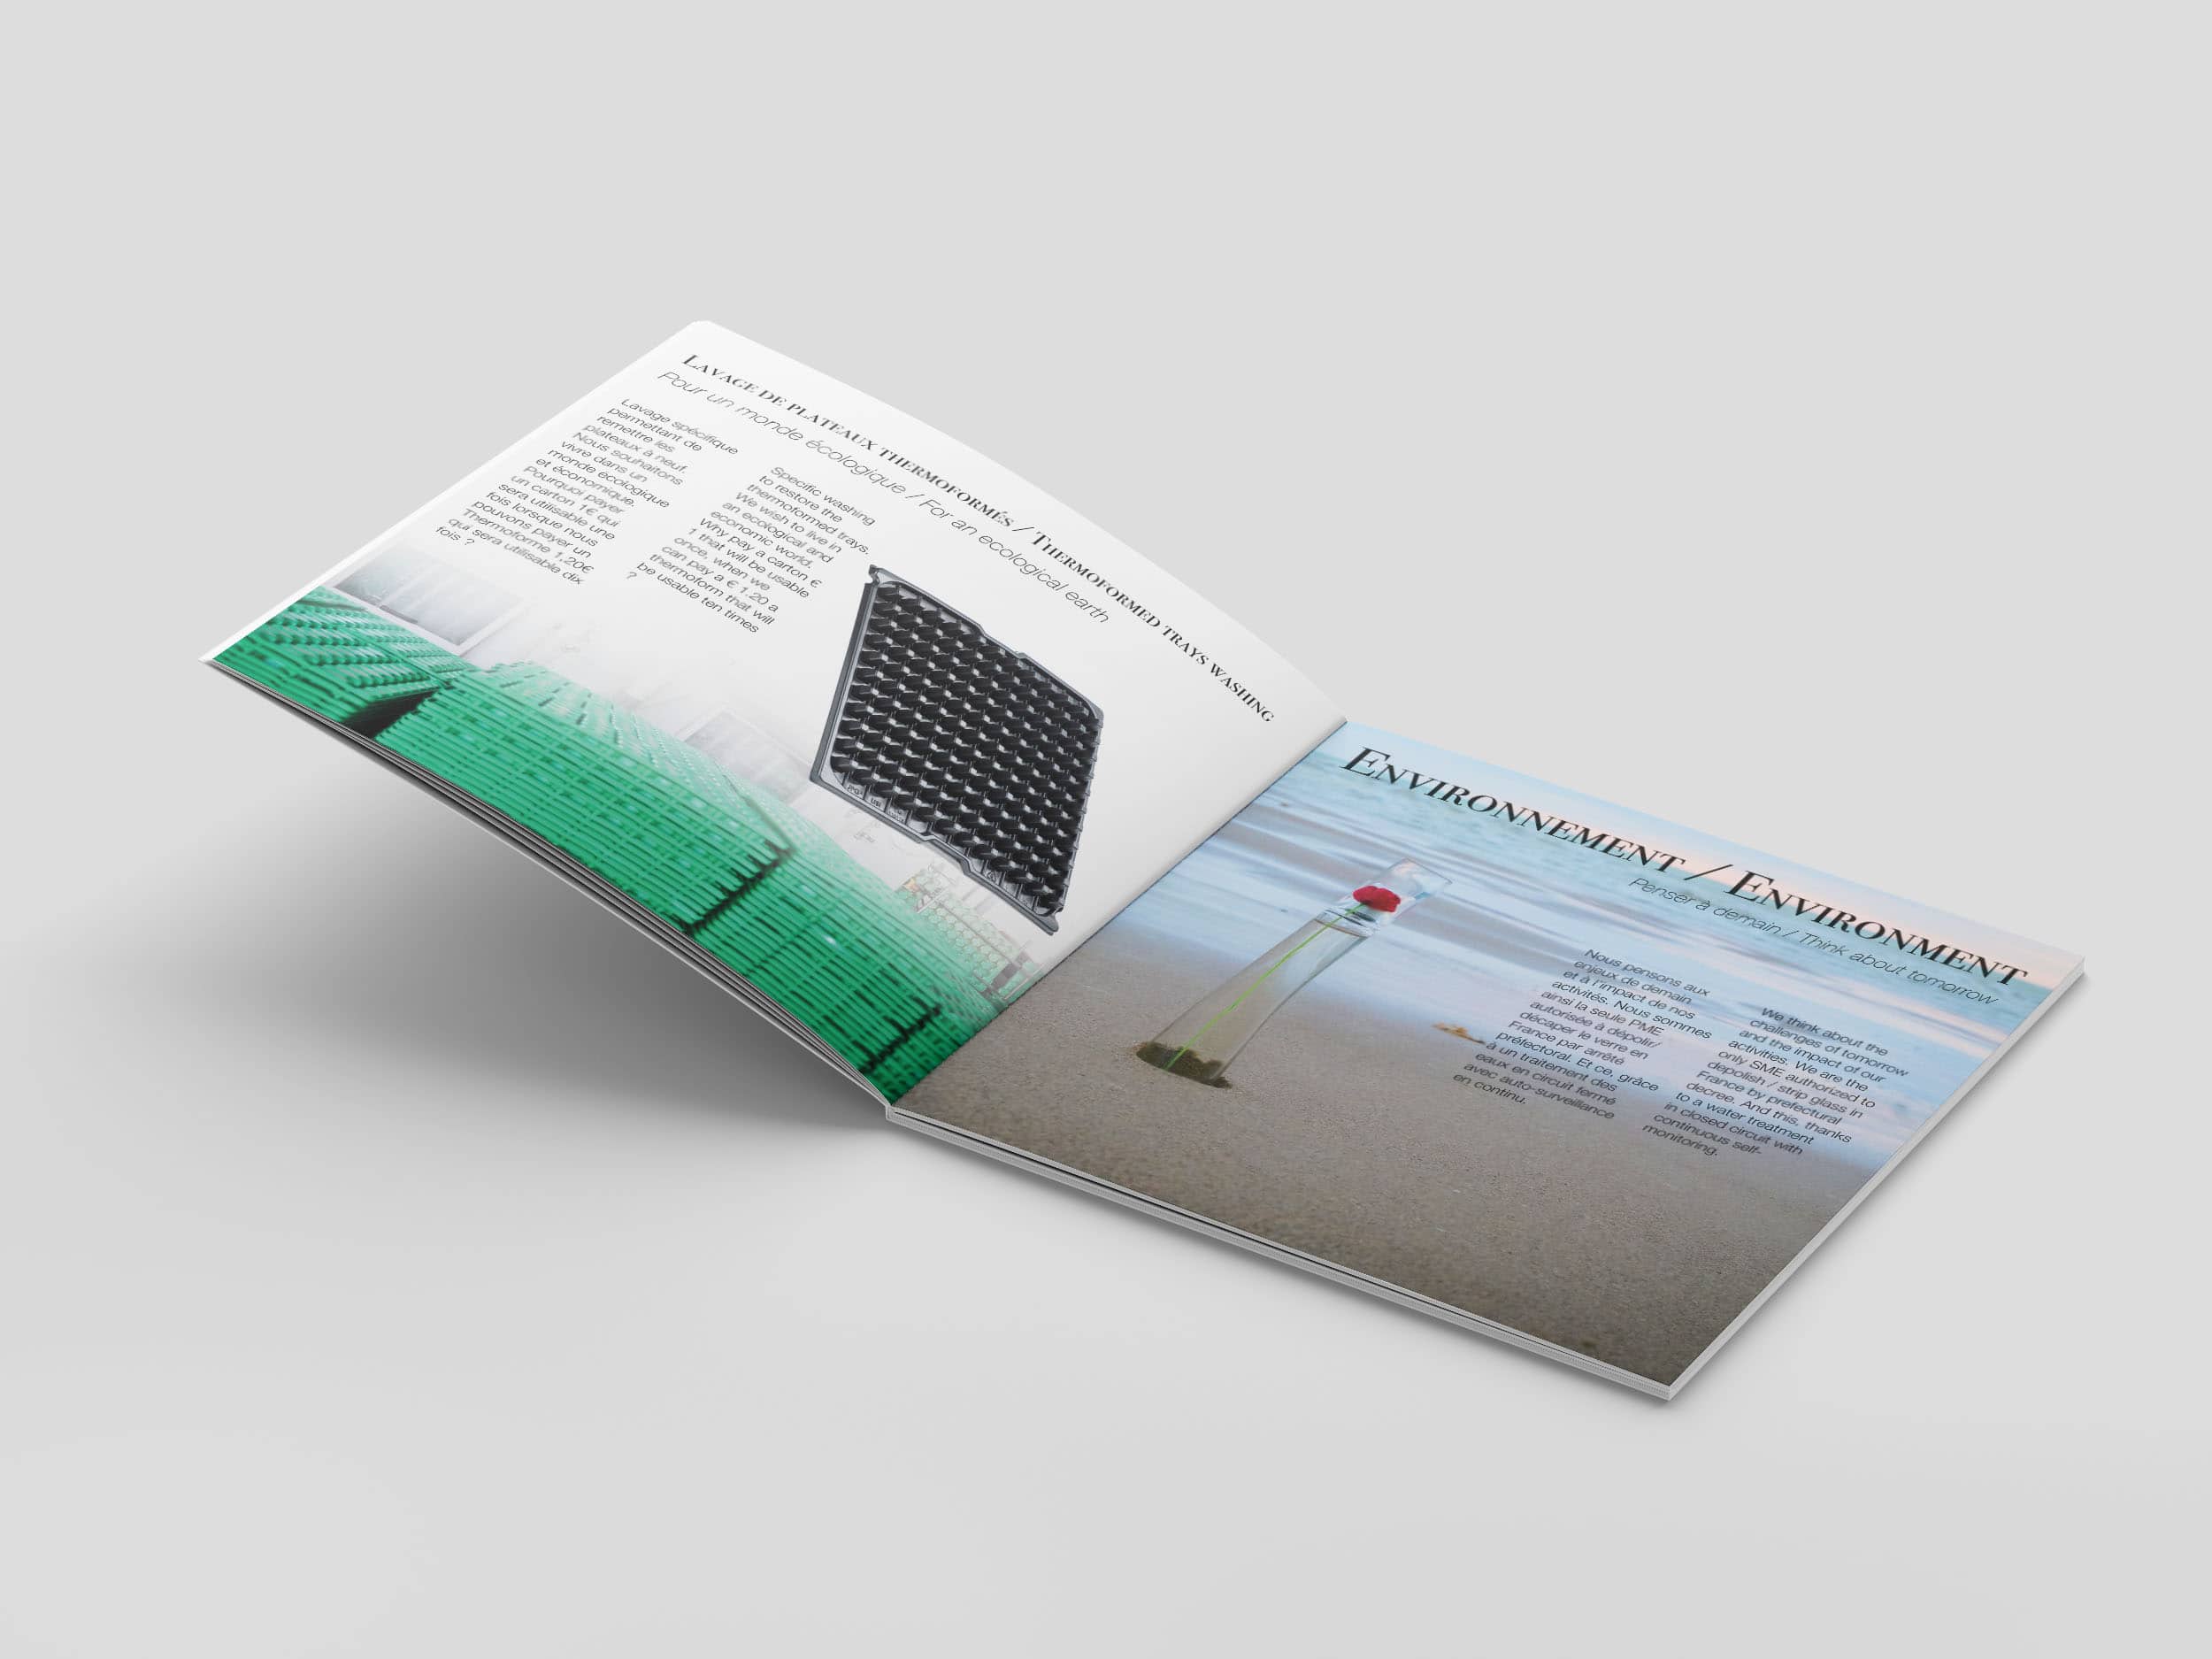 LAVAGE DE PLATEAUX THERMOFORMÉS / THERMOFORMED TRAYS WASHING
Pour un monde écologique / For an ecological earth
Lavage spécifique
permettant de
remettre les
plateaux à neuf.
Nous souhaitons
vivre dans un
monde écologique
et économique.
Pourquoi payer
un carton 1€ qui
sera utilisable une
fois lorsque nous
pouvons payer un
Thermoforme 1,20€
qui sera utilisable dix
fois ?
Specific washing
to restore the
thermoformed trays.
We wish to live in
an ecological and
economic world.
Why pay a carton €
1 that will be usable
once, when we
can pay a € 1.20 a
thermoform that will
be usable ten times
?
ENVIRONNEMENT / ENVIRONMENT
Penser à demain / Think about tomorrow
Nous pensons aux
enjeux de demain
et à l'impact de nos
activités. Nous sommes
ainsi la seule PME
autorisée à dépolir/
décaper le verre en
France par arrêté
préfectoral. Et ce, grâce
à un traitement des
eaux en circuit fermé
avec auto-surveillance
en continu.
We think about the
challenges of tomorrow
and the impact of our
activities. We are the
only SME authorized to
depolish / strip glass in
France by prefectural
decree. And this, thanks
to a water treatment
in closed circuit with
continuous self-
monitoring.